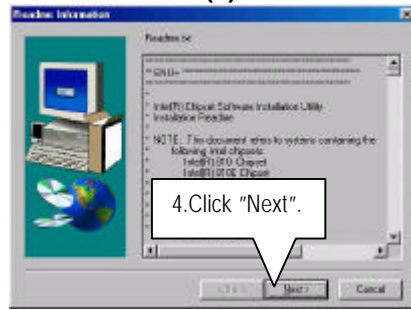 Readme Information
Readme.txt
* ENU+
* Intel(R) Chipset Software Installation Utility
* Installation Readme
* NOTE: This document refers to systems containing the
* following Intel chipsets:
* Intel(R) 810 Chipset
* Intel(R) 810E Chipset
4.Click "Next".
Next >
Cancel